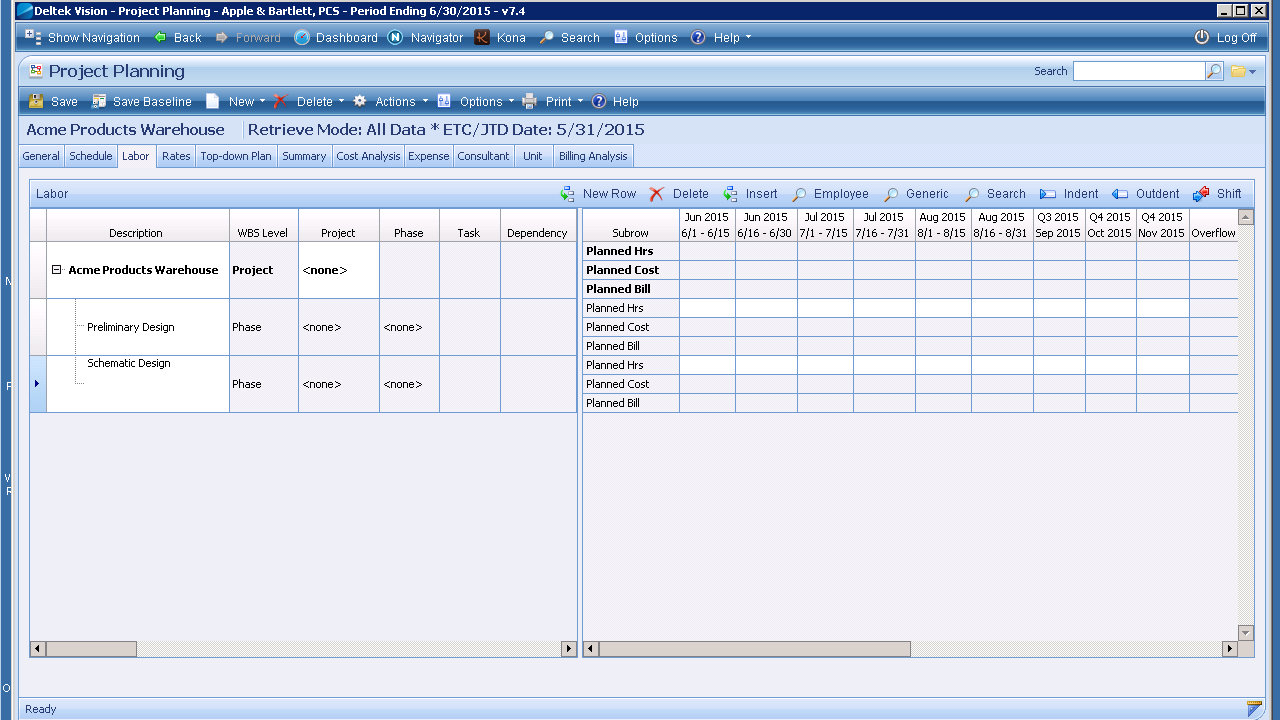 Deltek Vision - Project Planning - Apple & Bartlett, PCS - Period Ending 6/30/2015 - v7.4
Show Navigation Back Forward Dashboard Navigator Kona Search Options Help Log Off
Project Planning Search
Save Save Baseline New Delete Actions Options Print Help
Acme Products Warehouse Retrieve Mode: All Data * ETC/JTD Date: 5/31/2015
General Schedule Labor Rates Top-down Plan Summary Cost Analysis Expense Consultant Unit Billing Analysis
Labor New Row Delete Insert Employee Generic Search Indent Outdent Shift
Jun 2015 Jun 2015 Jul 2015 Jul 2015 Aug 2015 Aug 2015 Q3 2015 Q4 2015 Q4 2015
Description WBS Level Project Phase Task Dependency Subrow 6/1 - 6/15 6/16 - 6/30 7/1 - 7/15 7/16 - 7/31 8/1 - 8/15 8/16 - 8/31 Sep 2015 Oct 2015 Nov 2015 Overflow
Planned Hrs
Acme Products Warehouse Project <none> Planned Cost
Planned Bill
Planned Hrs
Preliminary Design Phase <none> <none> Planned Cost
Planned Bill
Schematic Design Planned Hrs
Phase <none> <none> Planned Cost
Planned Bill
Ready